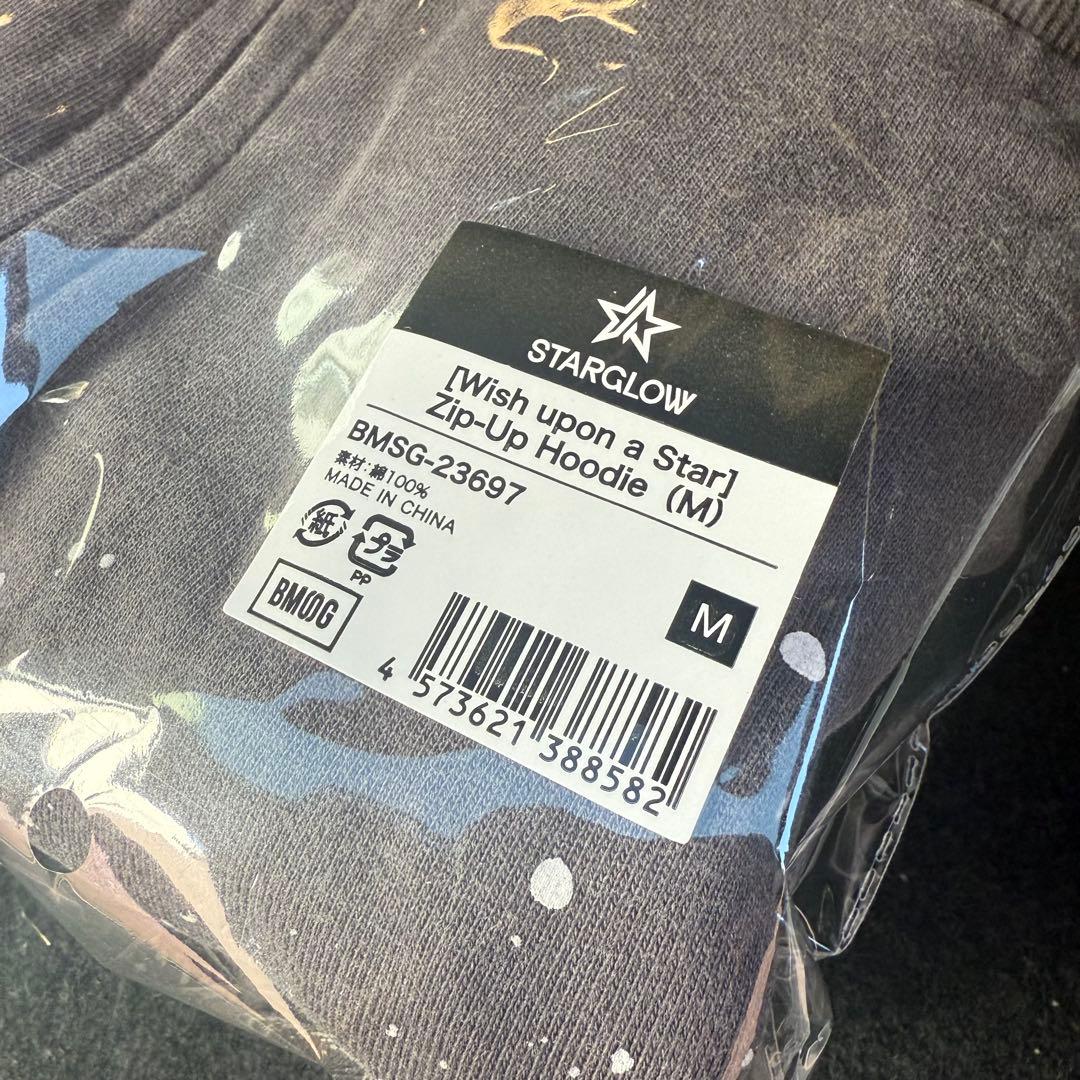 STARGLOW
[Wish upon a Star]
Zip-Up Hoodie (M)
BMSG-23697
素材:綿100%
MADE IN CHINA
紙
プラ
PP
BMSG
M
4 573621 388582